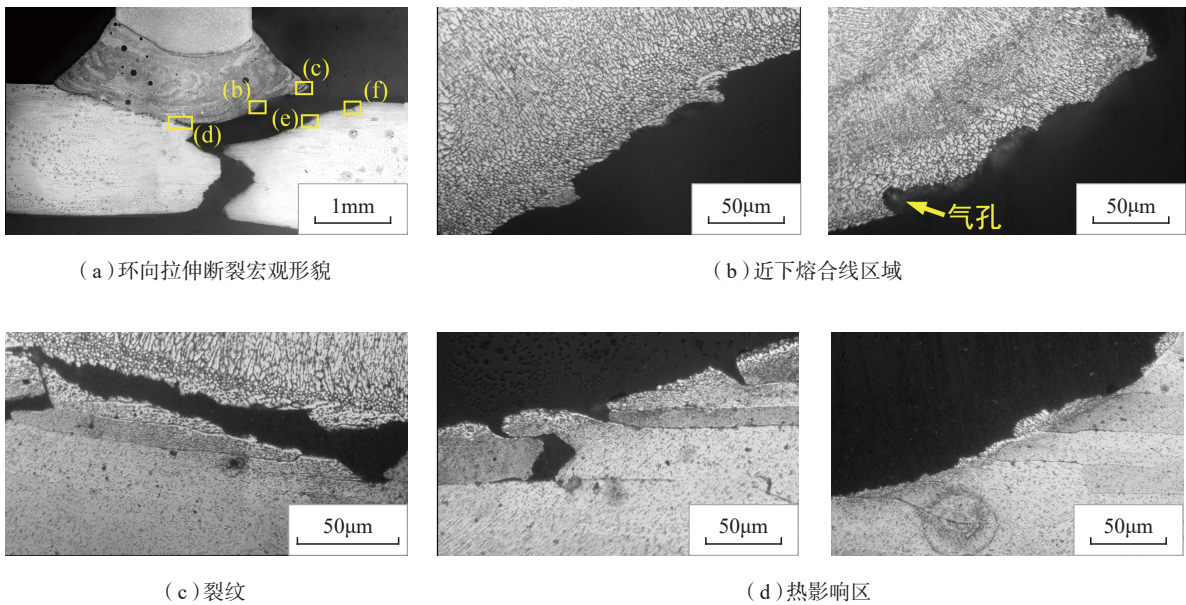 (c)
(b)
(f)
(d)
(e)
1mm
50μm
50μm
气孔
（a）环向拉伸断裂宏观形貌
（b）近下熔合线区域
50μm
50μm
50μm
（c）裂纹
（d）热影响区